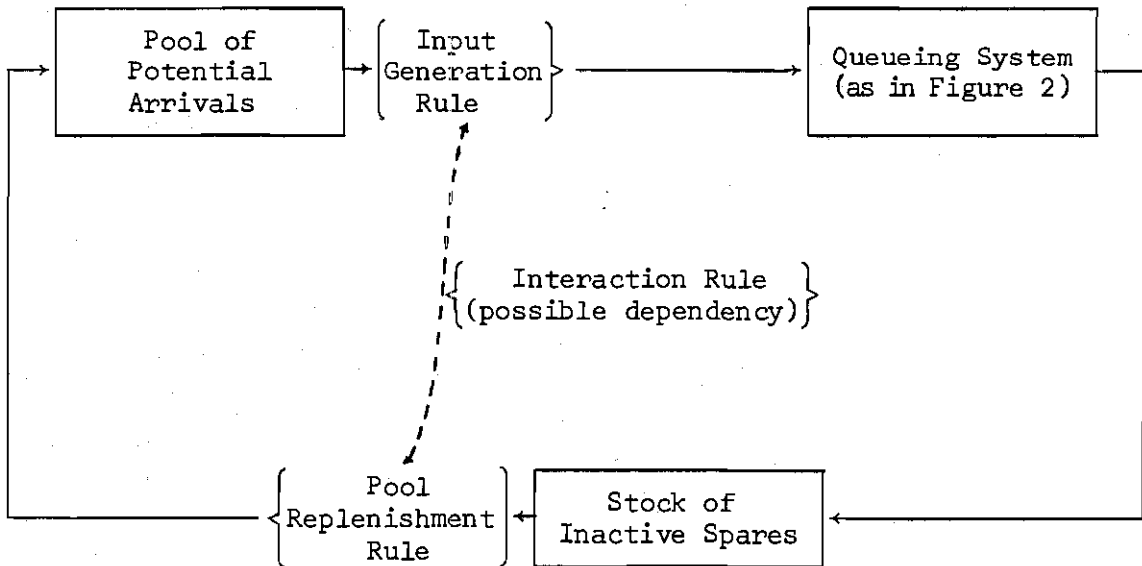 Pool of
Potential
Arrivals
Input
Generation
Rule
Queueing System
(as in Figure 2)
Interaction Rule
(possible dependency)
Pool
Replenishment
Rule
Stock of
Inactive Spares